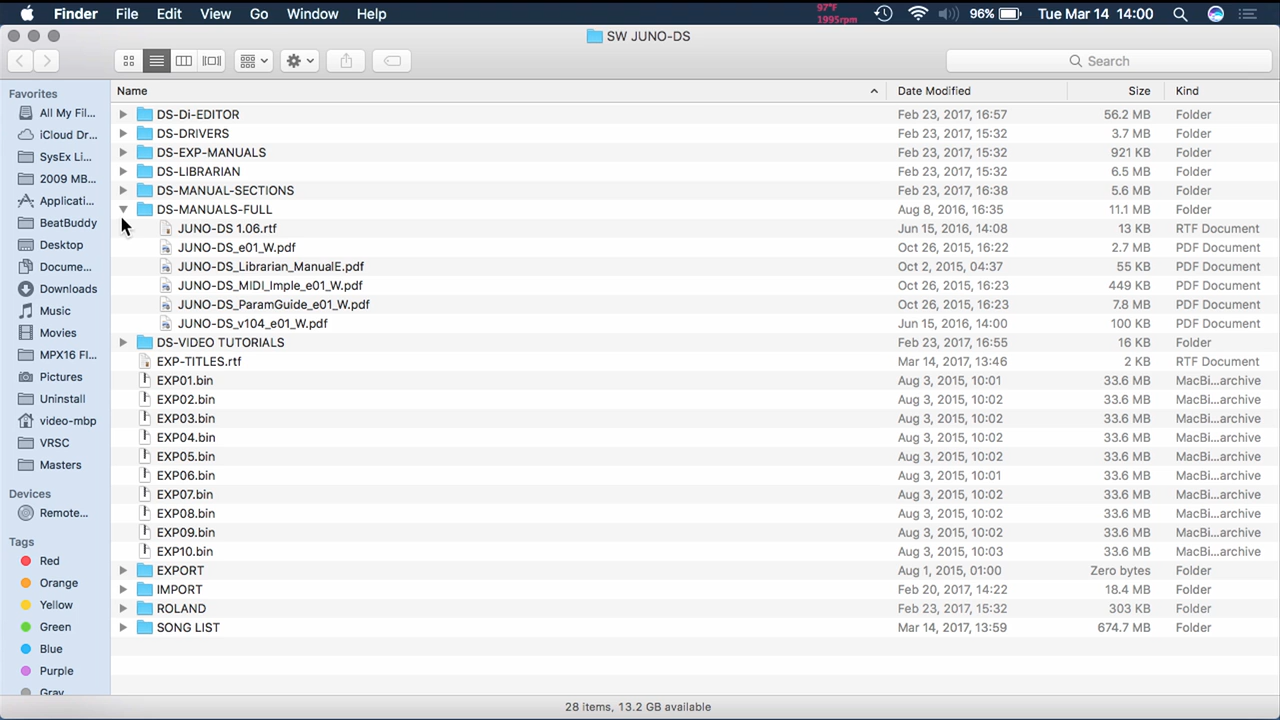 Finder File Edit View Go Window Help 97°F 1995rpm 96% Tue Mar 14 14:00
SW JUNO-DS
Search
Favorites
All My Fil...
iCloud Dr...
SysEx Li...
2009 MB...
Applicati...
BeatBuddy
Desktop
Docume...
Downloads
Music
Movies
MPX16 Fl...
Pictures
Uninstall
video-mbp
VRSC
Masters
Devices
Remote...
Tags
Red
Orange
Yellow
Green
Blue
Purple
Gray
Name Date Modified Size Kind
DS-Di-EDITOR Feb 23, 2017, 16:57 56.2 MB Folder
DS-DRIVERS Feb 23, 2017, 15:32 3.7 MB Folder
DS-EXP-MANUALS Feb 23, 2017, 15:32 921 KB Folder
DS-LIBRARIAN Feb 23, 2017, 15:32 6.5 MB Folder
DS-MANUAL-SECTIONS Feb 23, 2017, 16:38 5.6 MB Folder
DS-MANUALS-FULL Aug 8, 2016, 16:35 11.1 MB Folder
JUNO-DS 1.06.rtf Jun 15, 2016, 14:08 13 KB RTF Document
JUNO-DS_e01_W.pdf Oct 26, 2015, 16:22 2.7 MB PDF Document
JUNO-DS_Librarian_ManualE.pdf Oct 2, 2015, 04:37 55 KB PDF Document
JUNO-DS_MIDI_Imple_e01_W.pdf Oct 26, 2015, 16:23 449 KB PDF Document
JUNO-DS_ParamGuide_e01_W.pdf Oct 26, 2015, 16:23 7.8 MB PDF Document
JUNO-DS_v104_e01_W.pdf Jun 15, 2016, 14:00 100 KB PDF Document
DS-VIDEO TUTORIALS Feb 23, 2017, 16:55 16 KB Folder
EXP-TITLES.rtf Mar 14, 2017, 13:46 2 KB RTF Document
EXP01.bin Aug 3, 2015, 10:01 33.6 MB MacBi...archive
EXP02.bin Aug 3, 2015, 10:02 33.6 MB MacBi...archive
EXP03.bin Aug 3, 2015, 10:02 33.6 MB MacBi...archive
EXP04.bin Aug 3, 2015, 10:02 33.6 MB MacBi...archive
EXP05.bin Aug 3, 2015, 10:02 33.6 MB MacBi...archive
EXP06.bin Aug 3, 2015, 10:01 33.6 MB MacBi...archive
EXP07.bin Aug 3, 2015, 10:02 33.6 MB MacBi...archive
EXP08.bin Aug 3, 2015, 10:02 33.6 MB MacBi...archive
EXP09.bin Aug 3, 2015, 10:02 33.6 MB MacBi...archive
EXP10.bin Aug 3, 2015, 10:03 33.6 MB MacBi...archive
EXPORT Aug 1, 2015, 01:00 Zero bytes Folder
IMPORT Feb 20, 2017, 14:22 18.4 MB Folder
ROLAND Feb 23, 2017, 15:32 303 KB Folder
SONG LIST Mar 14, 2017, 13:59 674.7 MB Folder
28 items, 13.2 GB available